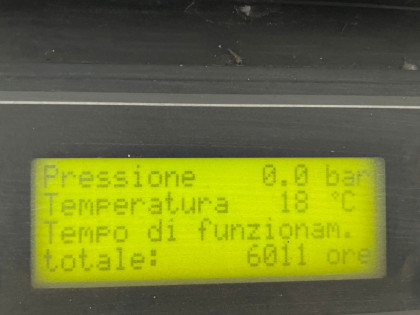 Pressione 0.0 bar
Temperatura 18 °C
Tempo di funzionam.
totale: 6011 ore